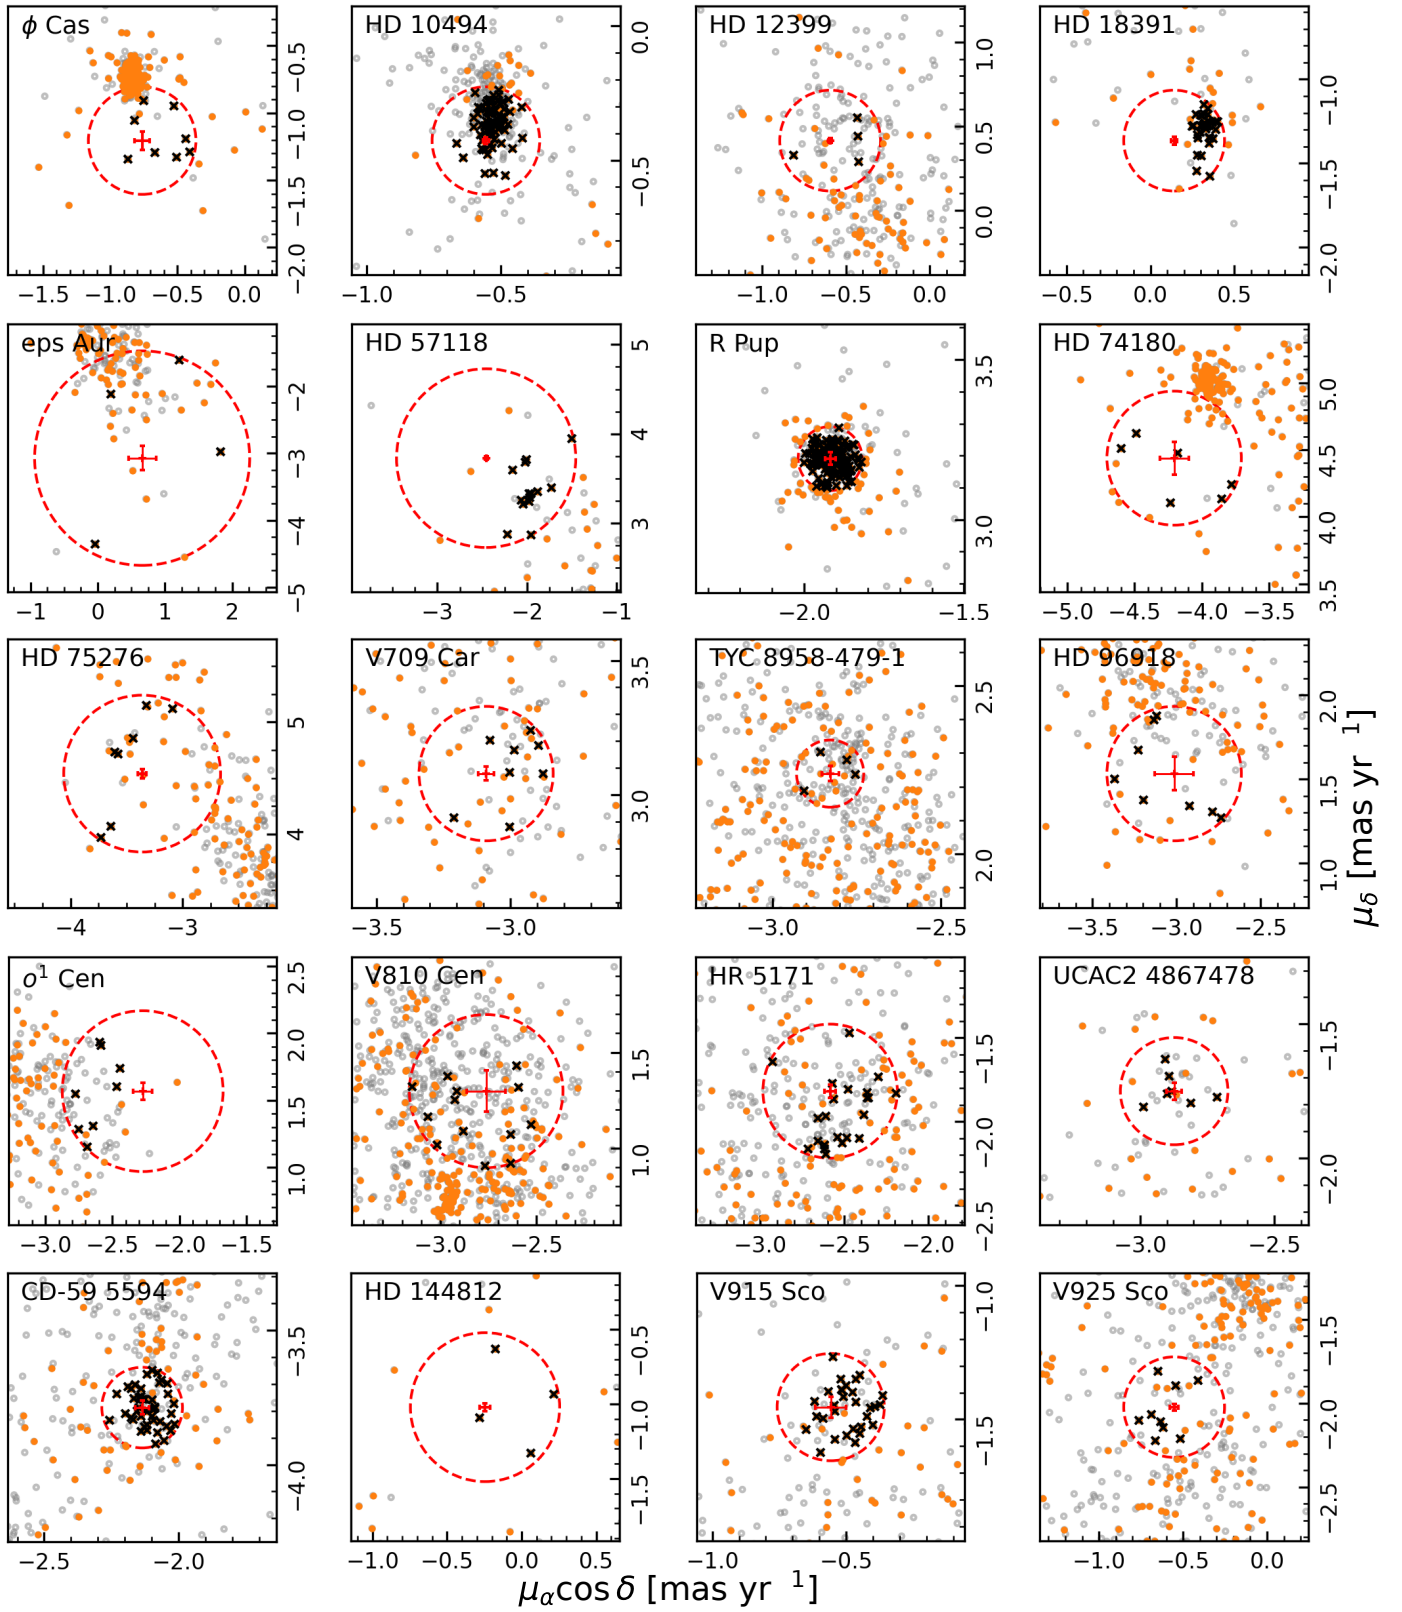 ϕ Cas
HD 10494
HD 12399
HD 18391
−0.5
−1.0
−1.5
−2.0
0.0
−0.5
1.0
0.5
0.0
−1.0
−1.5
−2.0
−1.5 −1.0 −0.5 0.0
−1.0 −0.5
−1.0 −0.5 0.0
−0.5 0.0 0.5
eps Aur
HD 57118
R Pup
HD 74180
−2
−3
−4
−5
5
4
3
3.5
3.0
5.0
4.5
4.0
3.5
−1 0 1 2
−3 −2 −1
−2.0 −1.5
−5.0 −4.5 −4.0 −3.5
HD 75276
V709 Car
TYC 8958-479-1
HD 96918
5
4
3.5
3.0
2.5
2.0
2.0
1.5
1.0
−4 −3
−3.5 −3.0
−3.0 −2.5
−3.5 −3.0 −2.5
μδ [mas yr 1]
o1 Cen
V810 Cen
HR 5171
UCAC2 4867478
2.5
2.0
1.5
1.0
1.5
1.0
−1.5
−2.0
−2.5
−1.5
−2.0
−3.0 −2.5 −2.0 −1.5
−3.0 −2.5
−3.0 −2.5 −2.0
−3.0 −2.5
CD-59 5594
HD 144812
V915 Sco
V925 Sco
−3.5
−4.0
−0.5
−1.0
−1.5
−1.0
−1.5
−1.5
−2.0
−2.5
−2.5 −2.0
−1.0 −0.5 0.0 0.5
−1.0 −0.5
−1.0 −0.5 0.0
μαcos δ [mas yr 1]